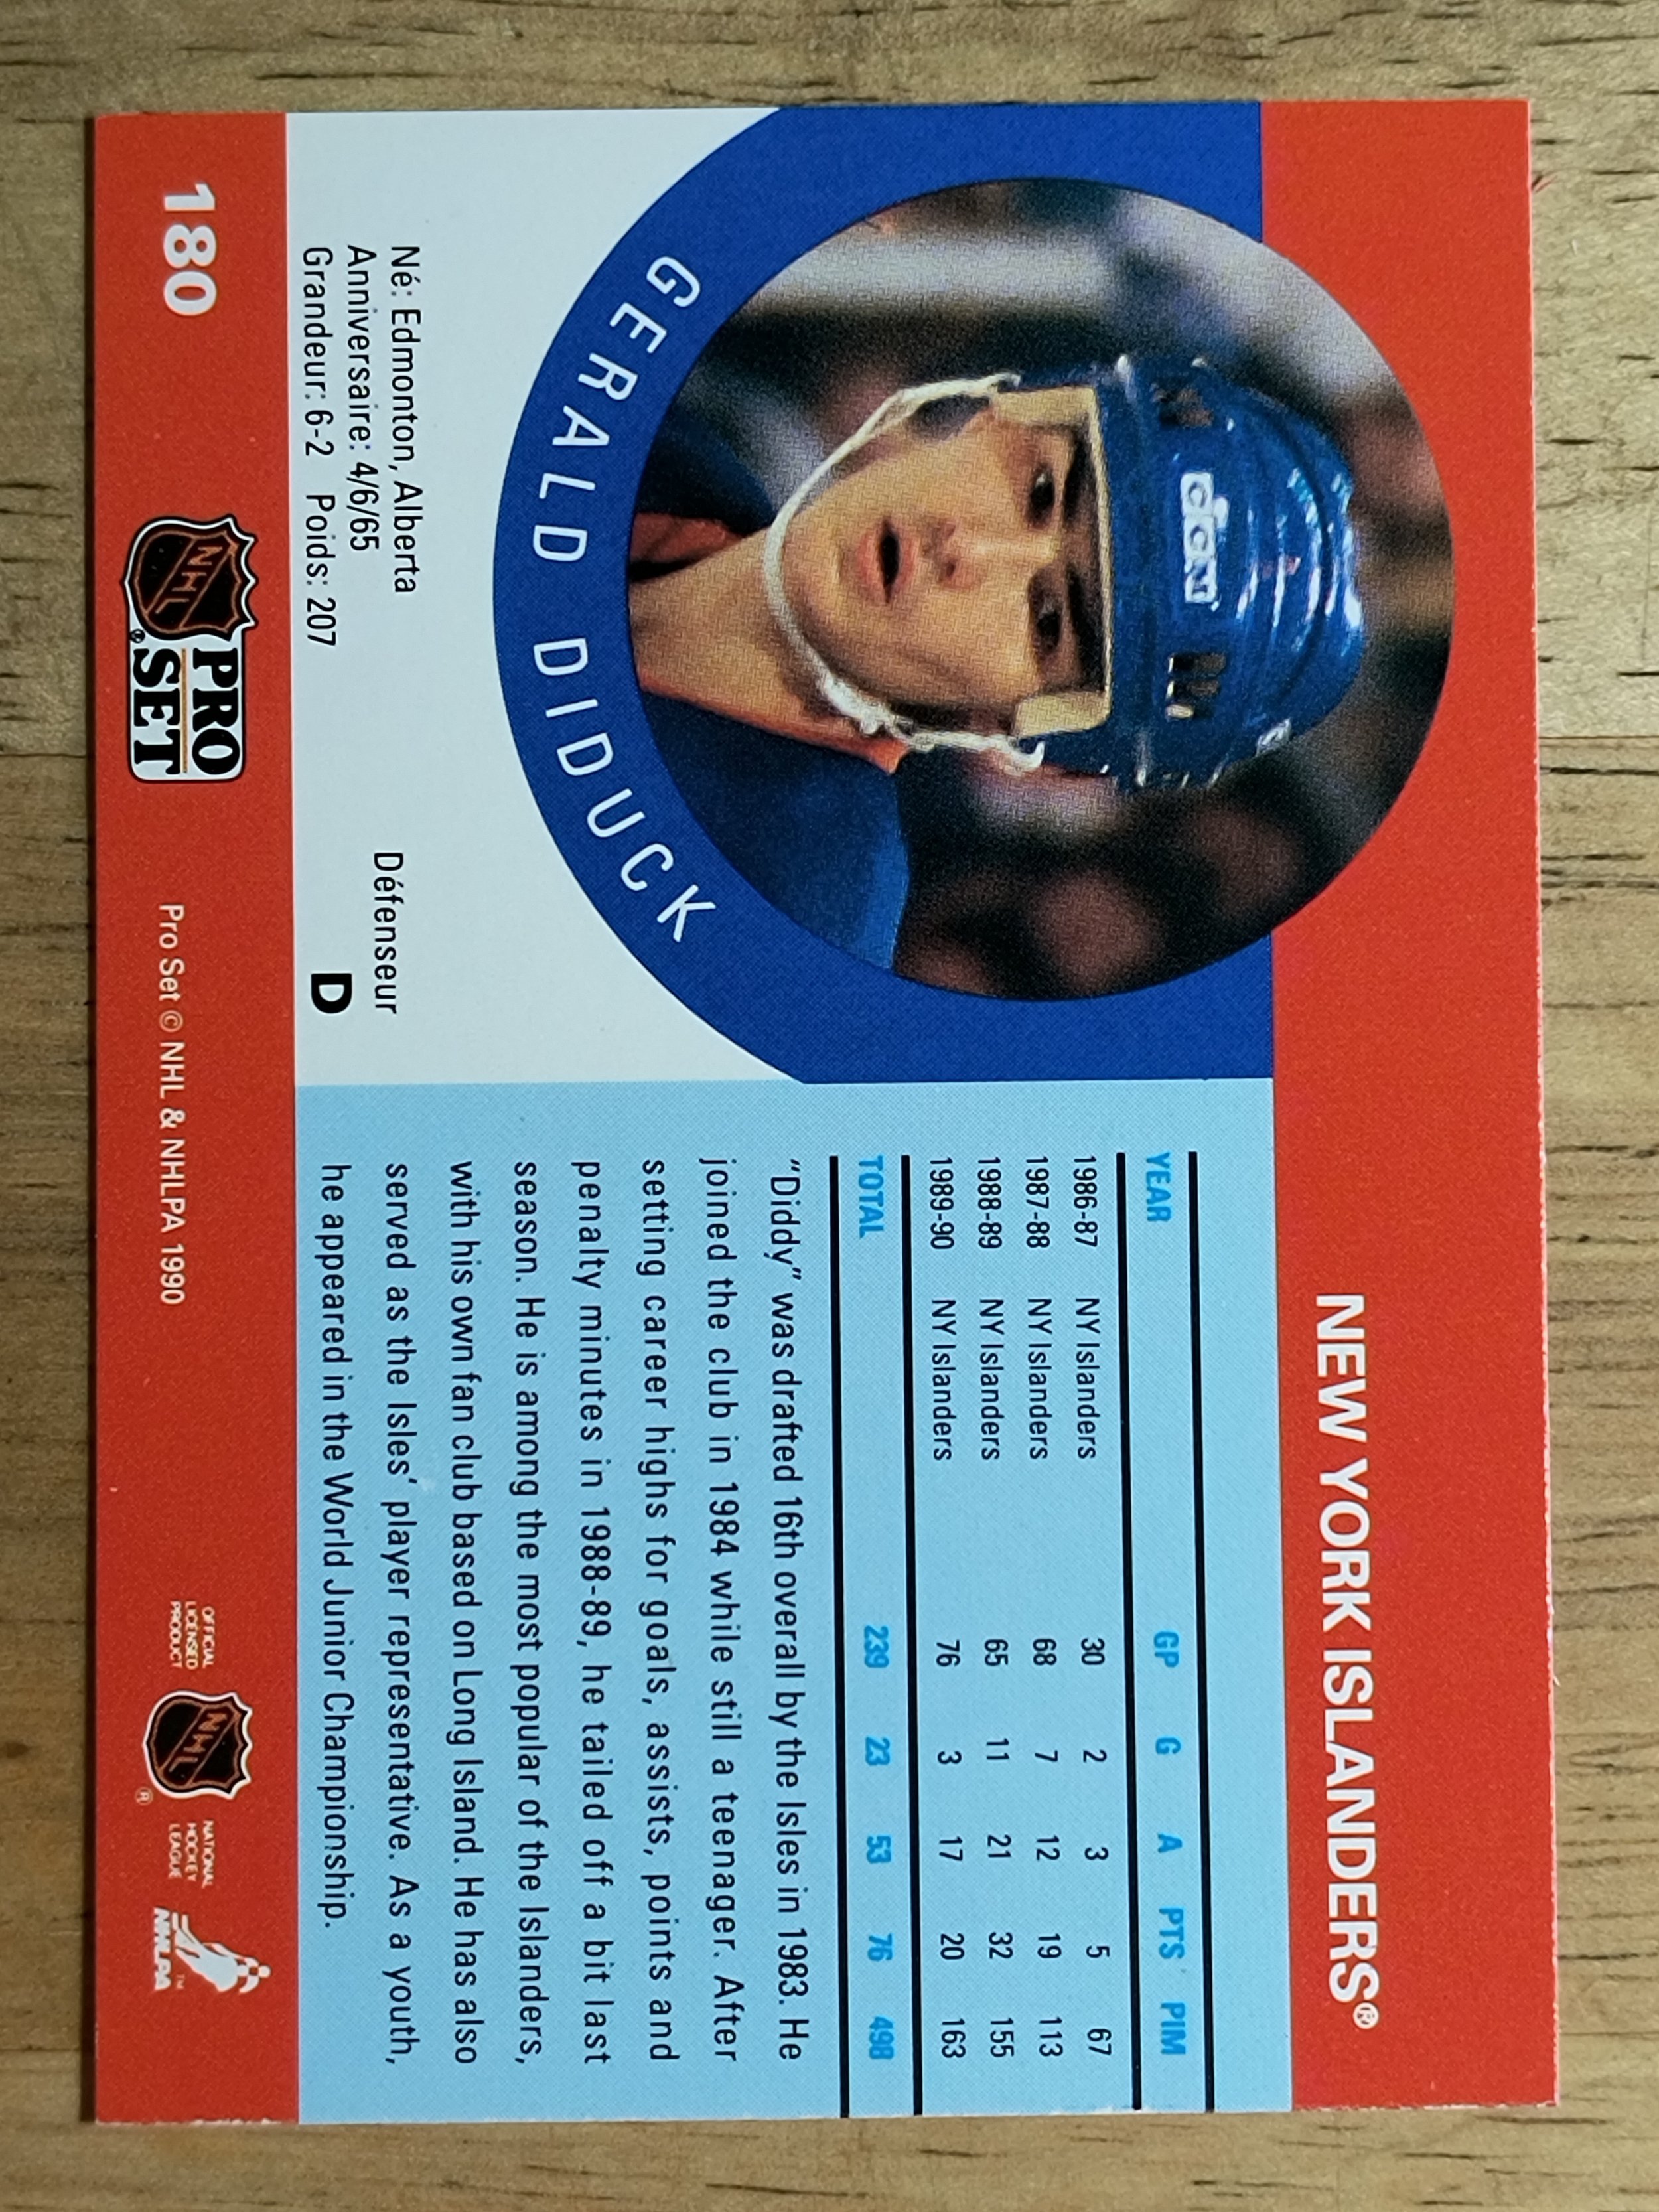 NEW YORK ISLANDERS®
CCM
GERALD DIDUCK
Né: Edmonton, Alberta
Anniversaire: 4/6/65
Grandeur: 6-2 Poids: 207
Défenseur
D
YEAR GP G A PTS PIM
1986-87 NY Islanders 30 2 3 5 67
1987-88 NY Islanders 68 7 12 19 113
1988-89 NY Islanders 65 11 21 32 155
1989-90 NY Islanders 76 3 17 20 163
TOTAL 239 23 53 76 498
"Diddy" was drafted 16th overall by the Isles in 1983. He
joined the club in 1984 while still a teenager. After
setting career highs for goals, assists, points and
penalty minutes in 1988-89, he tailed off a bit last
season. He is among the most popular of the Islanders,
with his own fan club based on Long Island. He has also
served as the Isles' player representative. As a youth,
he appeared in the World Junior Championship.
180
NHL
®
PRO
SET
Pro Set © NHL & NHLPA 1990
OFFICIAL
LICENSED
PRODUCT
NHL
®
NATIONAL
HOCKEY
LEAGUE
NHLPA
TM